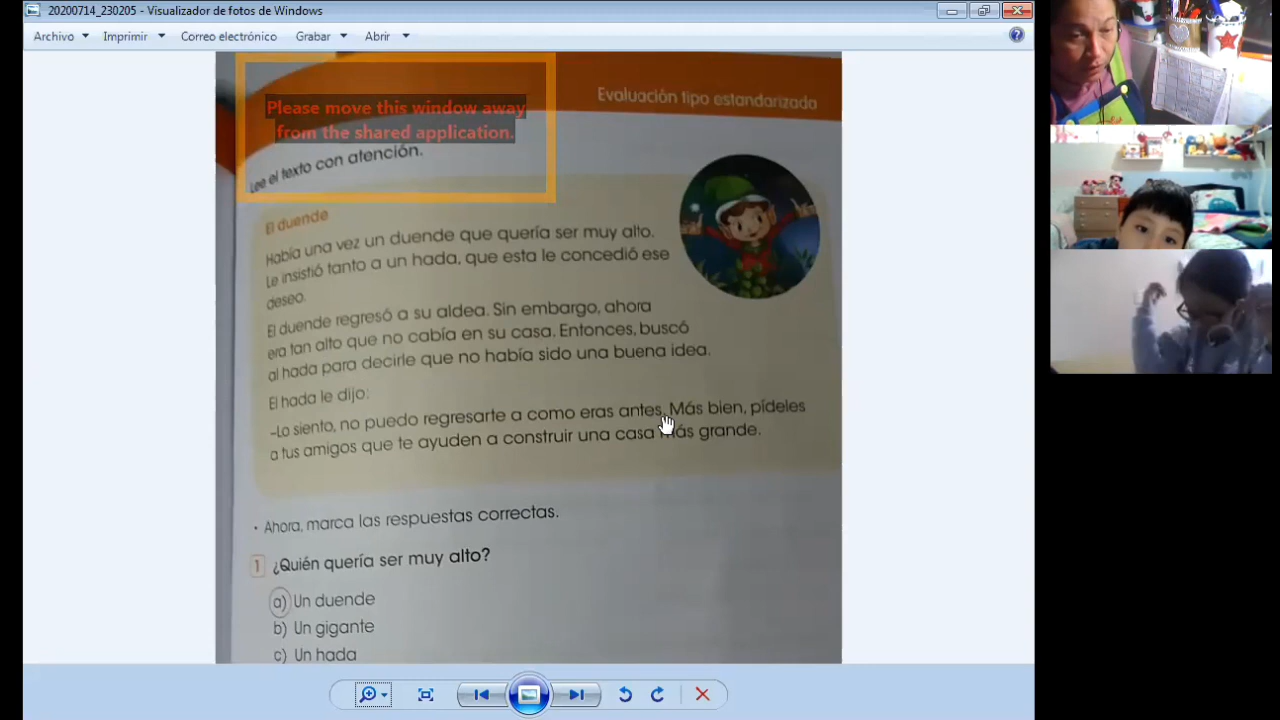 20200714_230205 - Visualizador de fotos de Windows
Archivo Imprimir Correo electrónico Grabar Abrir
Please move this window away
from the shared application.
Evaluación tipo estandarizada
Lee el texto con atención.
El duende
Había una vez un duende que quería ser muy alto.
Le insistió tanto a un hada, que esta le concedió ese
deseo.
El duende regresó a su aldea. Sin embargo, ahora
era tan alto que no cabía en su casa. Entonces, buscó
al hada para decirle que no había sido una buena idea.
El hada le dijo:
–Lo siento, no puedo regresarte a como eras antes. Más bien, pídeles
a tus amigos que te ayuden a construir una casa más grande.
• Ahora, marca las respuestas correctas.
1 ¿Quién quería ser muy alto?
a) Un duende
b) Un gigante
c) Un hada